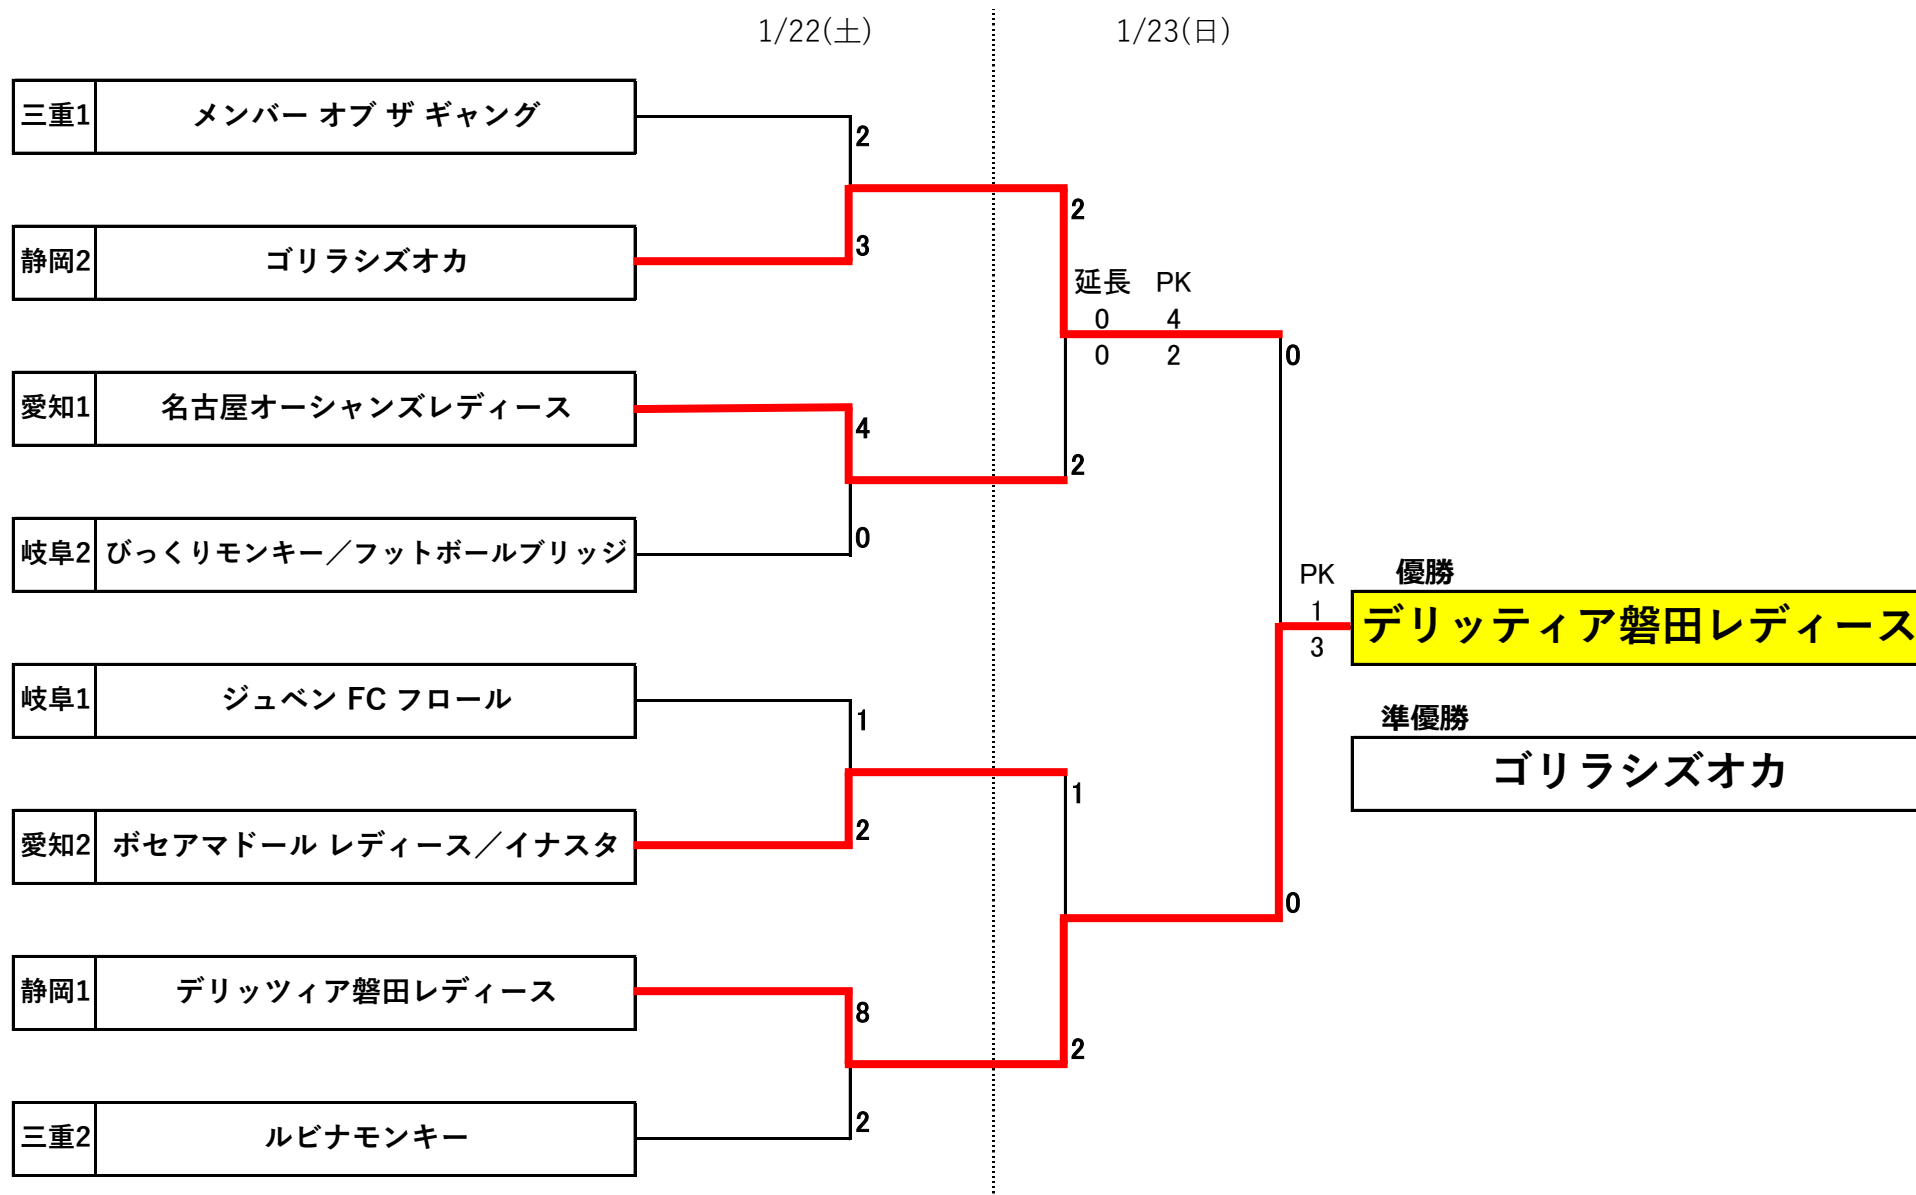 1/22(土)
1/23(日)
三重1 メンバー オブ ザ ギャング
2
静岡2 ゴリラシズオカ
3
2
延長 PK
0 4
0 2
0
愛知1 名古屋オーシャンズレディース
4
2
岐阜2 びっくりモンキー／フットボールブリッジ
0
PK
1
3
優勝
デリッティア磐田レディース
準優勝
ゴリラシズオカ
岐阜1 ジュベン FC フロール
1
1
愛知2 ボセアマドール レディース／イナスタ
2
0
静岡1 デリッツィア磐田レディース
8
2
三重2 ルビナモンキー
2